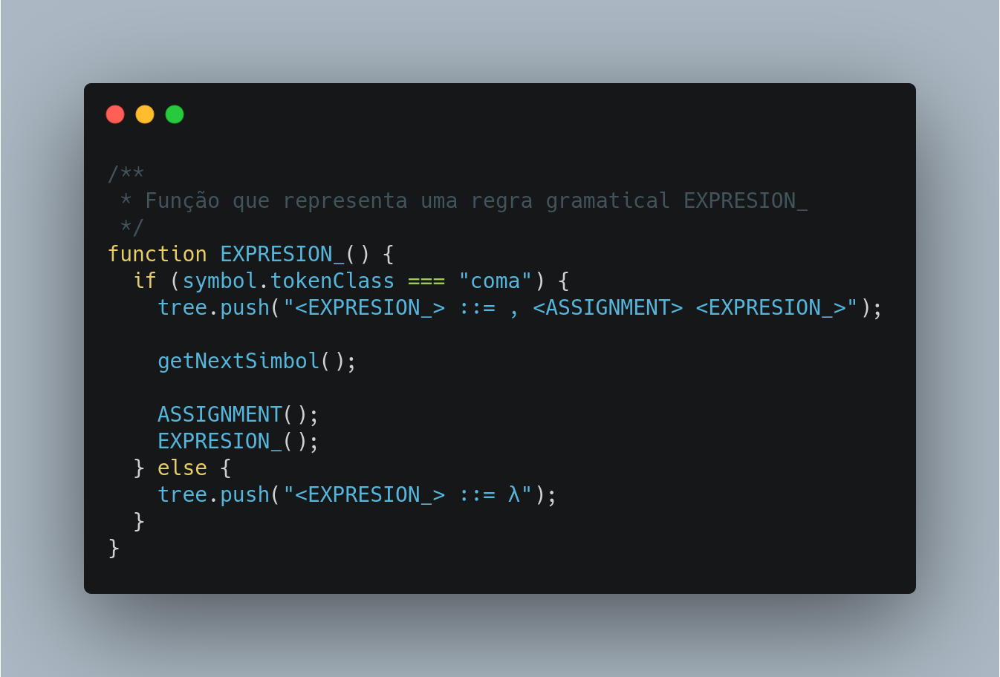 /**
 * Função que representa uma regra gramatical EXPRESION_
 */
function EXPRESION_() {
  if (symbol.tokenClass === "coma") {
    tree.push("<EXPRESION_> ::= , <ASSIGNMENT> <EXPRESION_>");
    getNextSimbol();
    ASSIGNMENT();
    EXPRESION_();
  } else {
    tree.push("<EXPRESION_> ::= λ");
  }
}